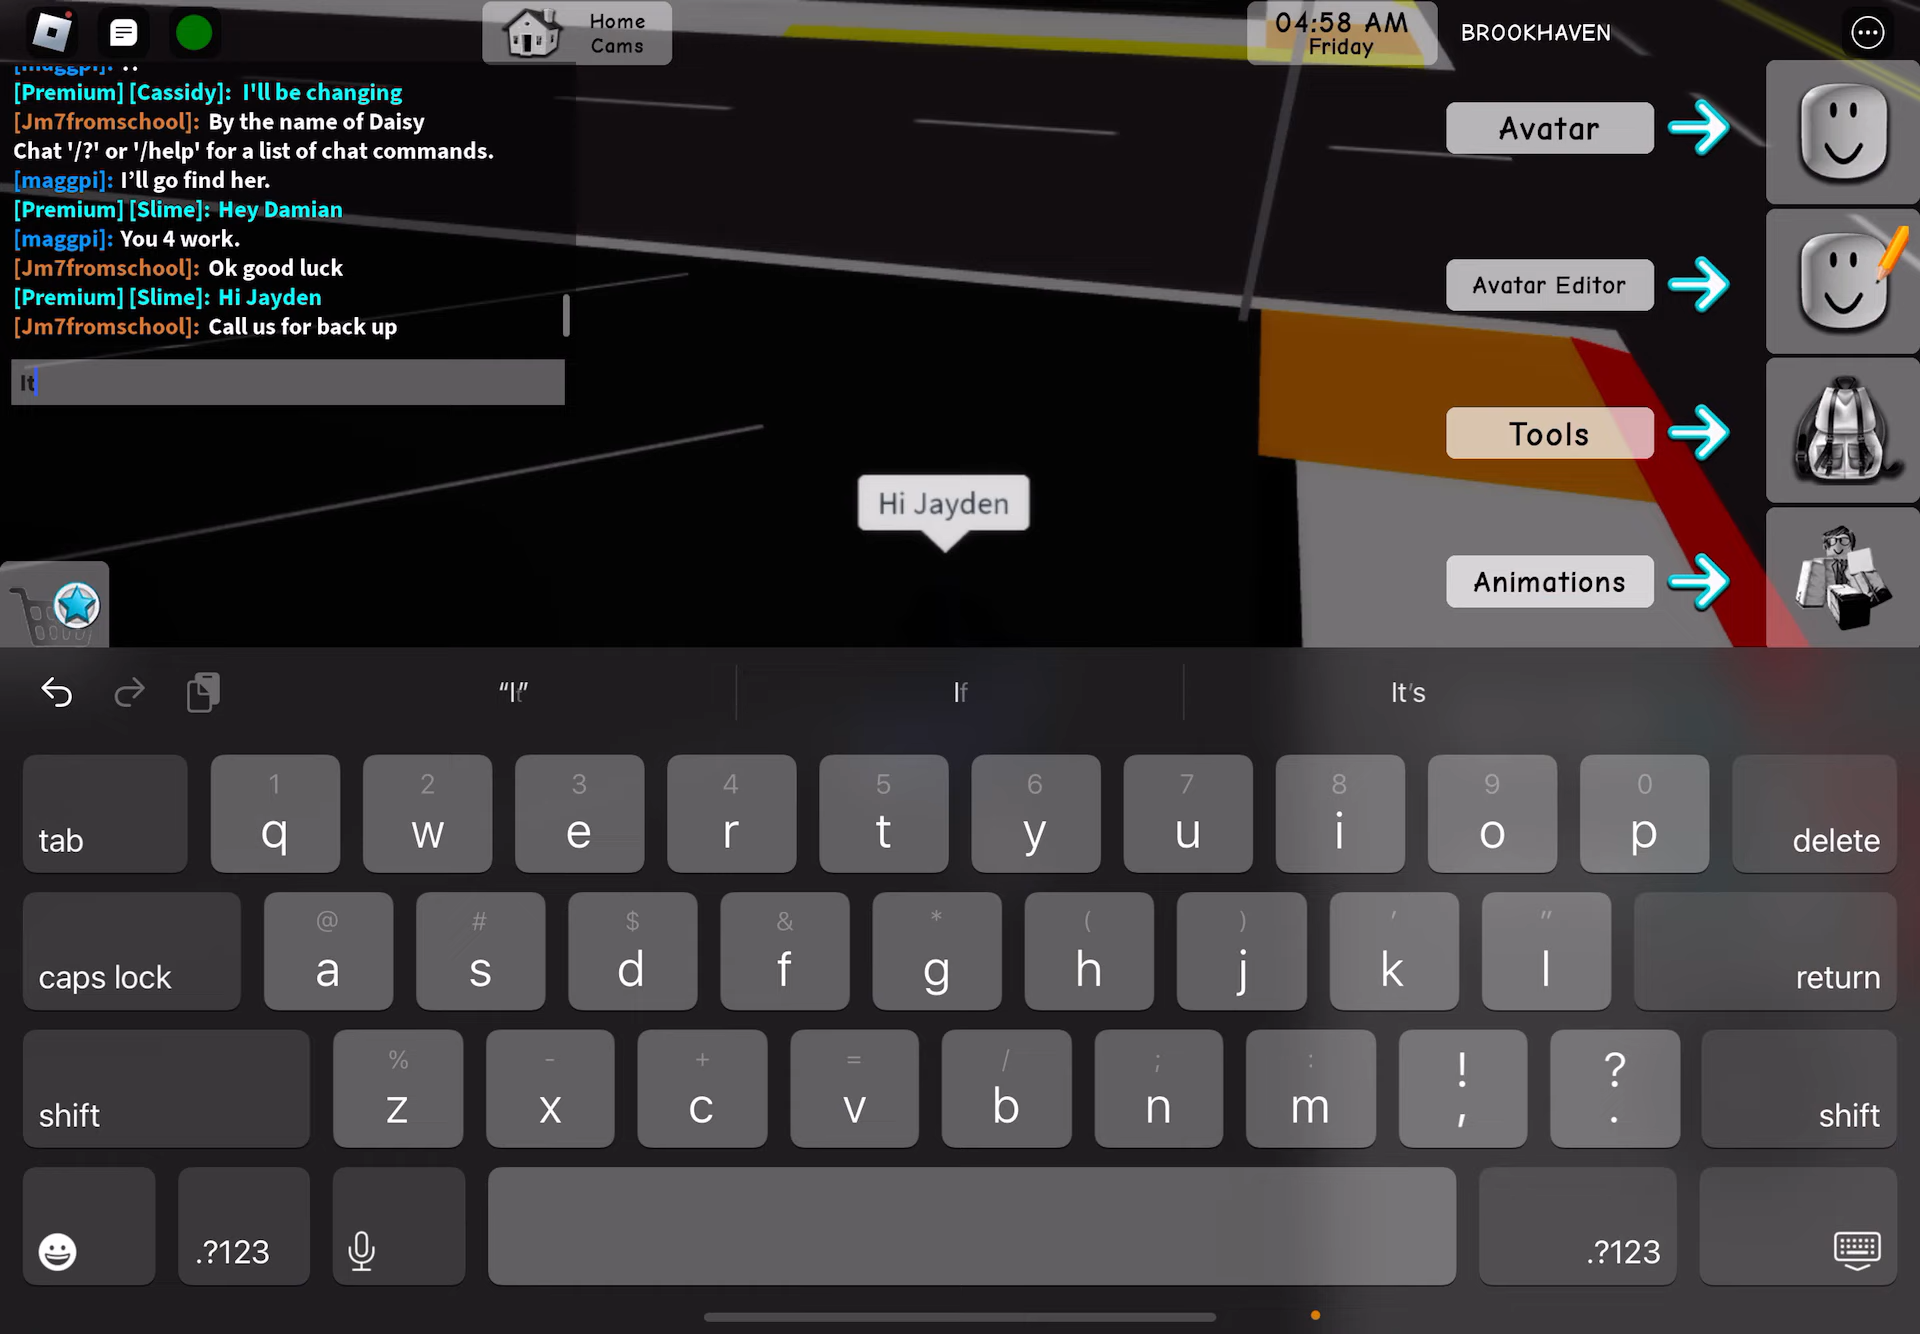 Home
Cams
04:58 AM
Friday
BROOKHAVEN
[maggpi]: ..
[Premium] [Cassidy]: I'll be changing
[Jm7fromschool]: By the name of Daisy
Chat '/?' or '/help' for a list of chat commands.
[maggpi]: I’ll go find her.
[Premium] [Slime]: Hey Damian
[maggpi]: You 4 work.
[Jm7fromschool]: Ok good luck
[Premium] [Slime]: Hi Jayden
[Jm7fromschool]: Call us for back up
It
Avatar
Avatar Editor
Tools
Animations
Hi Jayden
“It” If It's
1 2 3 4 5 6 7 8 9 0
tab q w e r t y u i o p delete
@ # $ & * ( ) ' "
caps lock a s d f g h j k l return
% - + = / ; : ! ?
shift z x c v b n m , . shift
.?123 .?123